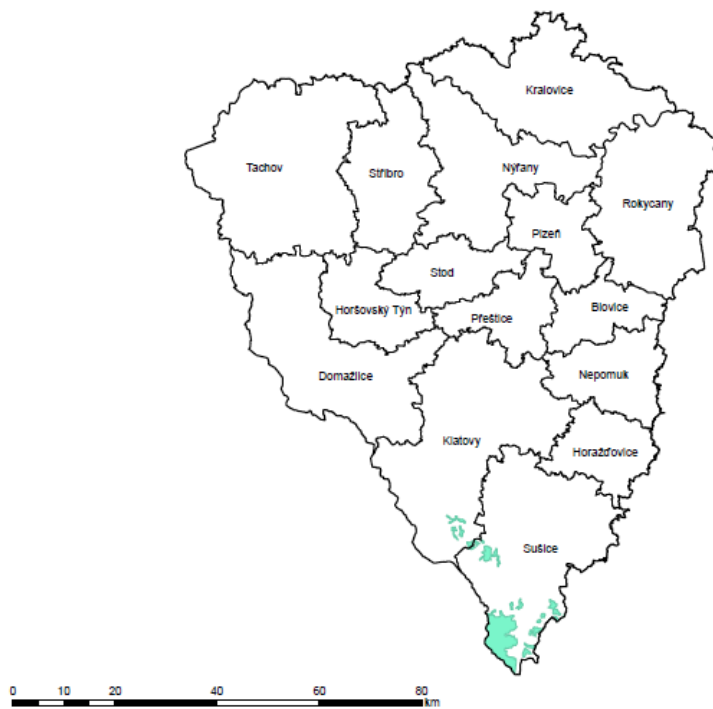 Kralovice
Tachov
Stříbro
Nýřany
Rokycany
Plzeň
Stod
Horšovský Týn
Přeštice
Blovice
Domažlice
Nepomuk
Klatovy
Horažďovice
Sušice
0 10 20 40 60 80
km